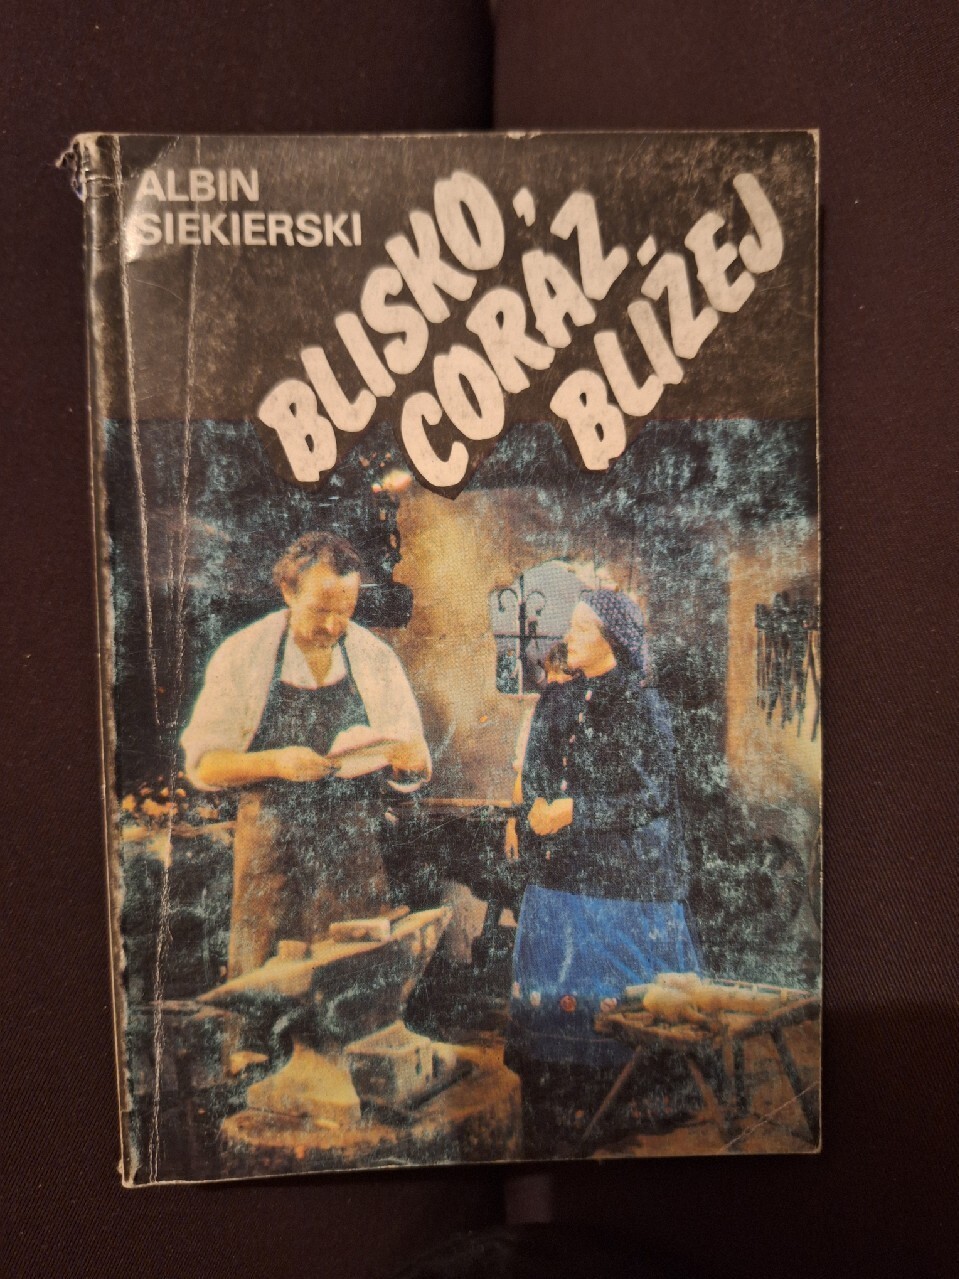 ALBIN
SIEKIERSKI
BLISKO,
CORAZ
BLIŻEJ